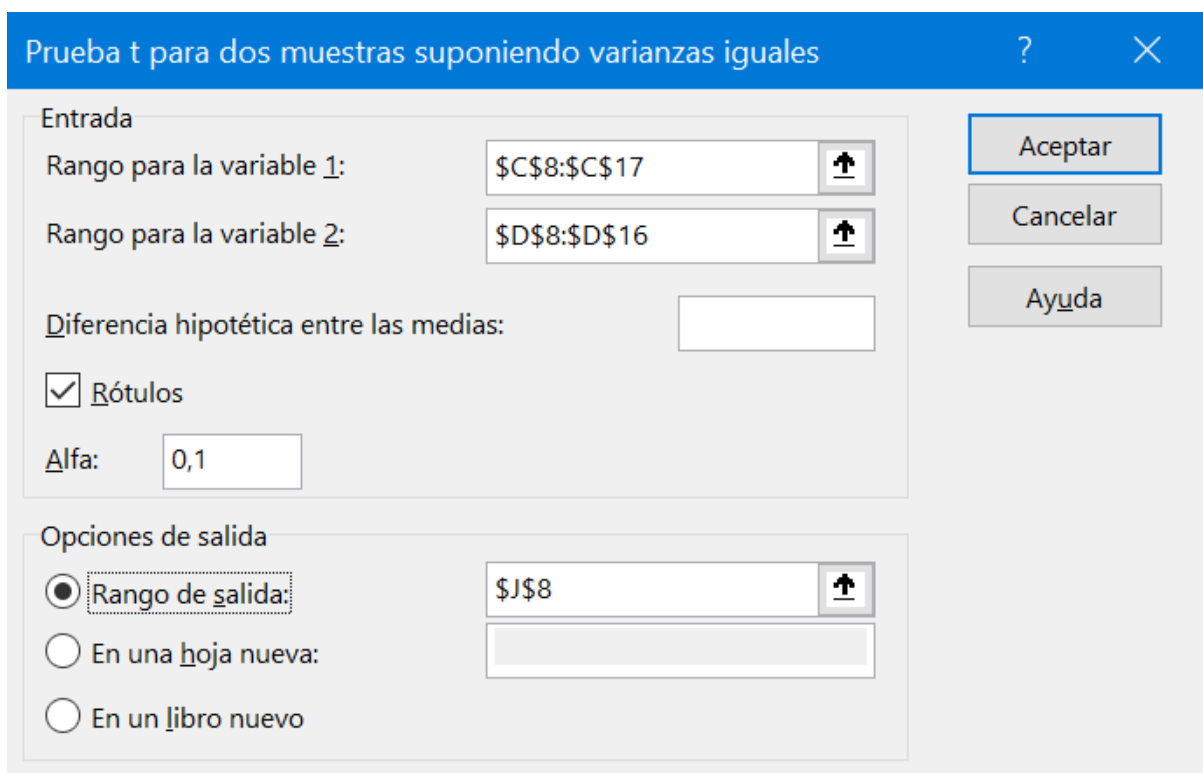 Prueba t para dos muestras suponiendo varianzas iguales ? ×
Entrada
Rango para la variable 1: $C$8:$C$17
Rango para la variable 2: $D$8:$D$16
Diferencia hipotética entre las medias:
Rótulos
Alfa: 0,1
Aceptar
Cancelar
Ayuda
Opciones de salida
Rango de salida: $J$8
En una hoja nueva:
En un libro nuevo